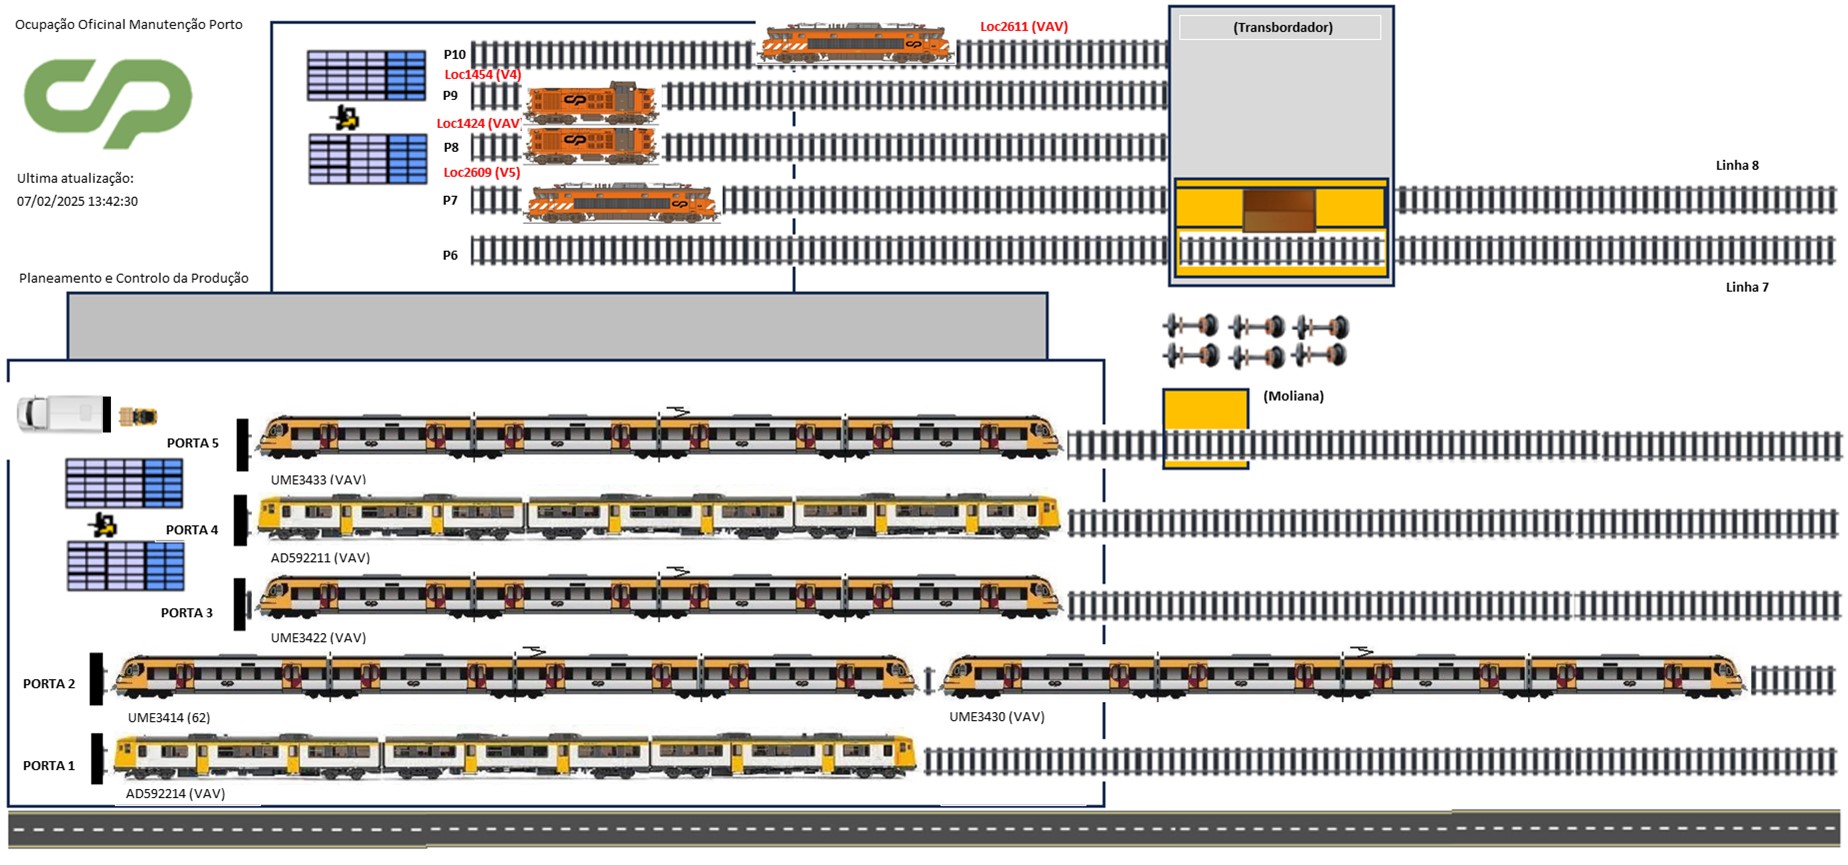 Ocupação Oficinal Manutenção Porto
Ultima atualização:
07/02/2025 13:42:30
Planeamento e Controlo da Produção
Loc2611 (VAV)
P10
Loc1454 (V4)
P9
Loc1424 (VAV)
P8
Loc2609 (V5)
P7
P6
(Transbordador)
Linha 8
Linha 7
(Moliana)
PORTA 5
UME3433 (VAV)
PORTA 4
AD592211 (VAV)
PORTA 3
UME3422 (VAV)
PORTA 2
UME3414 (62)
UME3430 (VAV)
PORTA 1
AD592214 (VAV)